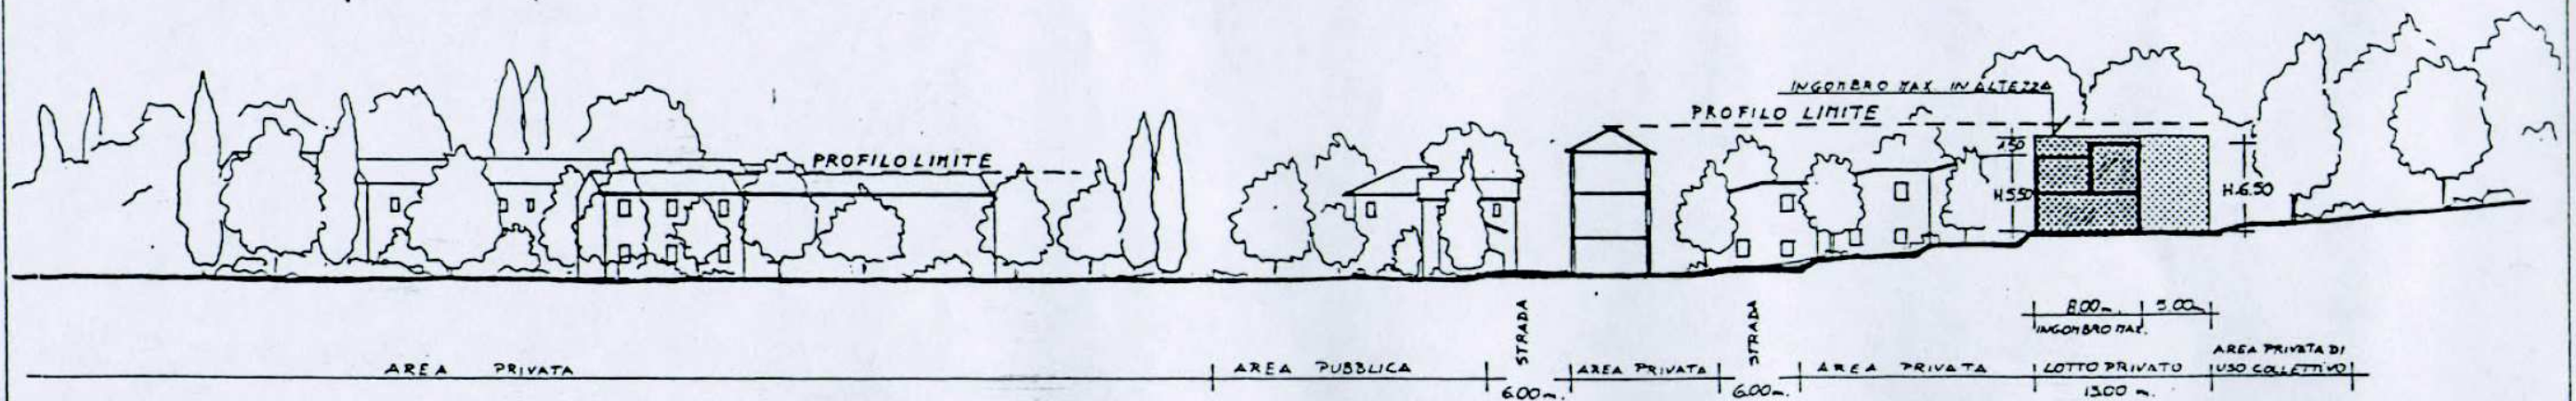 INGOMBRO MAX. IN ALTEZZA
PROFILO LIMITE
PROFILO LIMITE
1.50
H 5.50
H. 6.50
STRADA
STRADA
8.00 m.
5.00 m.
INGOMBRO MAX.
AREA PRIVATA
AREA PUBBLICA
AREA PRIVATA
AREA PRIVATA
LOTTO PRIVATO
AREA PRIVATA DI
USO COLLETTIVO
6.00 m.
6.00 m.
13.00 m.